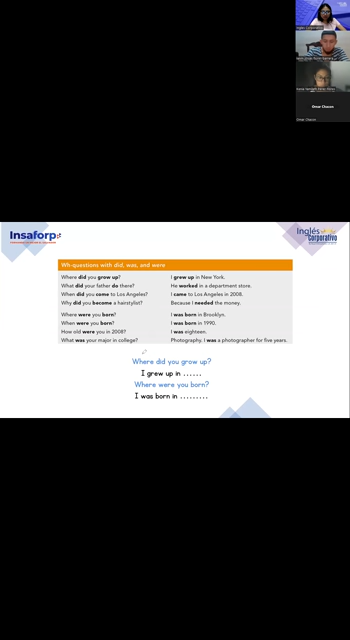 Omar Chacon
Omar Chacon
Insaforp
Inglés
corporativo
Wh-questions with did, was, and were
Where did you grow up? I grew up in New York.
What did your father do there? He worked in a department store.
When did you come to Los Angeles? I came to Los Angeles in 2008.
Why did you become a hairstylist? Because I needed the money.
Where were you born? I was born in Brooklyn.
When were you born? I was born in 1990.
How old were you in 2008? I was eighteen.
What was your major in college? Photography. I was a photographer for five years.
Where did you grow up?
I grew up in ......
Where were you born?
I was born in .........